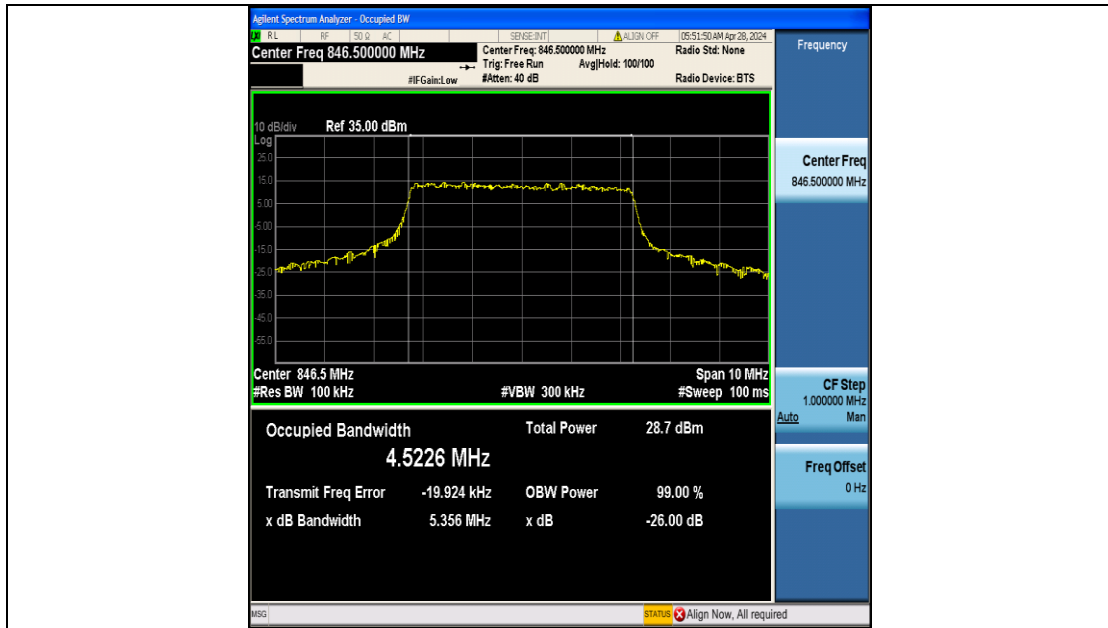 Agilent Spectrum Analyzer - Occupied BW
RL RF 50 Ω AC SENSE:INT ALIGN OFF 05:51:50 AM Apr 28, 2024
Center Freq 846.500000 MHz
Center Freq: 846.500000 MHz
Radio Std: None
Trig: Free Run
Avg|Hold: 100/100
#IFGain:Low
#Atten: 40 dB
Radio Device: BTS
10 dB/div Ref 35.00 dBm
Log
25.0
15.0
5.00
-5.00
-15.0
-25.0
-35.0
-45.0
-55.0
Center 846.5 MHz Span 10 MHz
#Res BW 100 kHz #VBW 300 kHz #Sweep 100 ms
Occupied Bandwidth Total Power 28.7 dBm
4.5226 MHz
Transmit Freq Error -19.924 kHz OBW Power 99.00 %
x dB Bandwidth 5.356 MHz x dB -26.00 dB
Frequency
Center Freq
846.500000 MHz
CF Step
1.000000 MHz
Auto Man
Freq Offset
0 Hz
MSG STATUS Align Now, All required